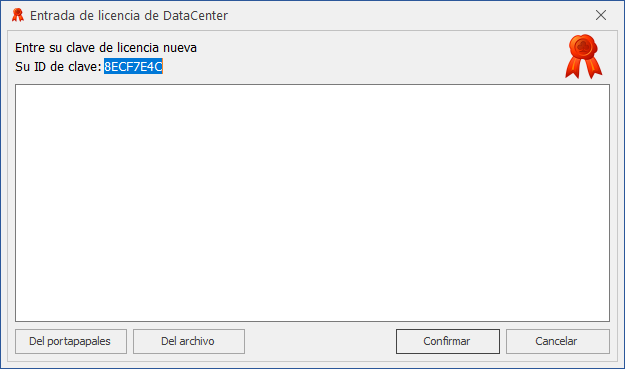 Entrada de licencia de DataCenter
Entre su clave de licencia nueva
Su ID de clave: 8ECF7E4C
Del portapapales
Del archivo
Confirmar
Cancelar